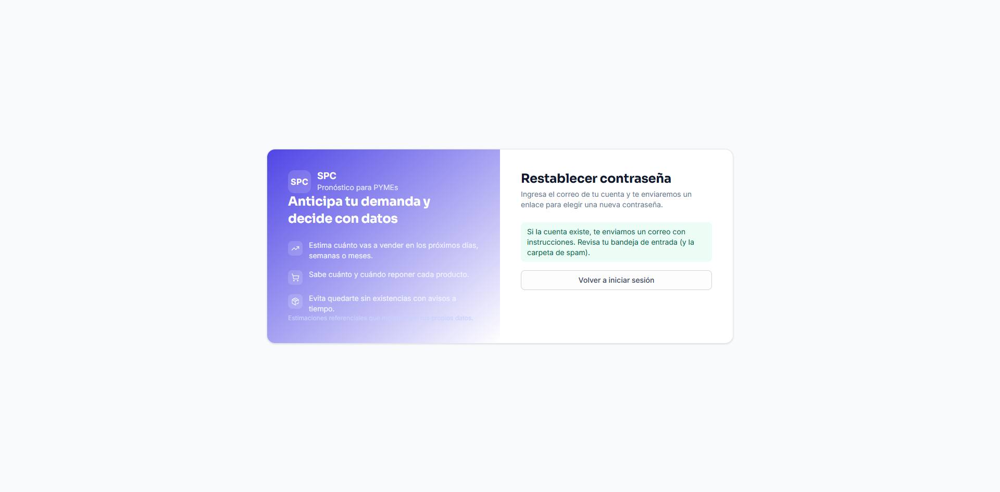 SPC
SPC
Pronóstico para PYMEs
Anticipa tu demanda y
decide con datos
Estima cuánto vas a vender en los próximos días,
semanas o meses.
Sabe cuánto y cuándo reponer cada producto.
Evita quedarte sin existencias con avisos a
tiempo.
Estimaciones referenciales que tus propios datos.
Restablecer contraseña
Ingresa el correo de tu cuenta y te enviaremos un
enlace para elegir una nueva contraseña.
Si la cuenta existe, te enviamos un correo con
instrucciones. Revisa tu bandeja de entrada (y la
carpeta de spam).
Volver a iniciar sesión